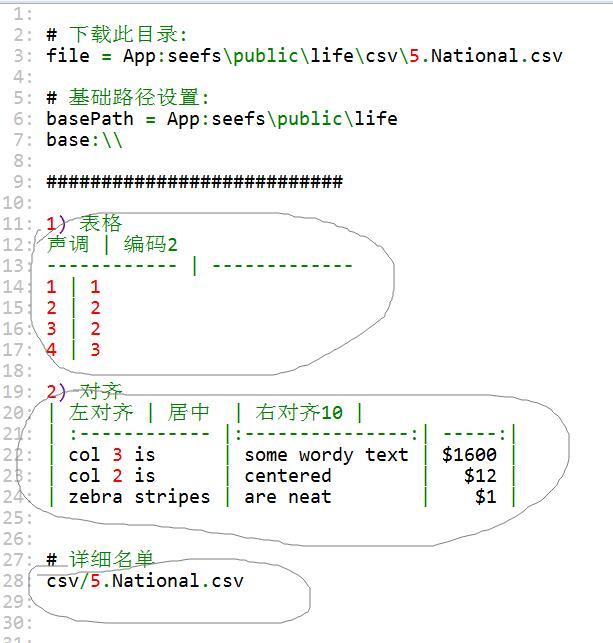 1:
2: # 下载此目录:
3: file = App:seefs\public\life\csv\5.National.csv
4:
5: # 基础路径设置:
6: basePath = App:seefs\public\life
7: base:\\
8:
9: ###########################
10:
11: 1) 表格
12: 声调 | 编码2
13: ------------ | -------------
14: 1 | 1
15: 2 | 2
16: 3 | 2
17: 4 | 3
18:
19: 2) 对齐
20: | 左对齐 | 居中 | 右对齐10 |
21: | :------------ |:---------------:| -----:|
22: | col 3 is | some wordy text | $1600 |
23: | col 2 is | centered | $12 |
24: | zebra stripes | are neat | $1 |
25:
26:
27: # 详细名单
28: csv/5.National.csv
29:
30:
31: